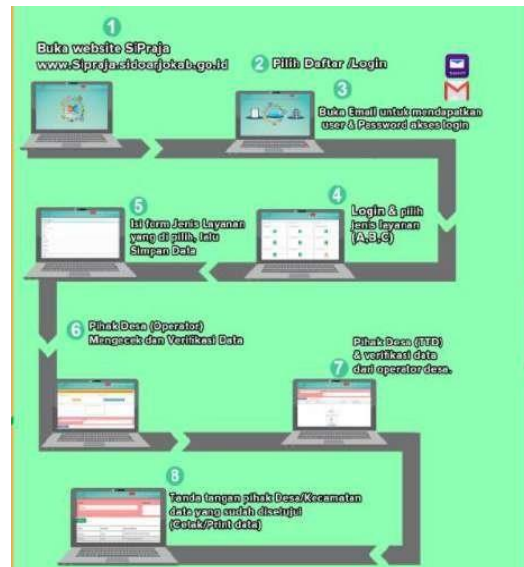 1
Buka website SiPraja
www.Sipraja.sidoarjokab.go.id
2 Pilih Daftar /Login
3
Buka Email untuk mendapatkan
user & Password akses login
4
Login & pilih
jenis layanan
(A,B,C)
5
Isi form Jenis Layanan
yang di pilih, lalu
Simpan Data
6 Pihak Desa (Operator)
Mengecek dan Verifikasi Data
7
Pihak Desa (TTD)
& verifikasi data
dari operator desa.
8
Tanda tangan pihak Desa/Kecamatan
data yang sudah disetujui
(Cetak/Print data)